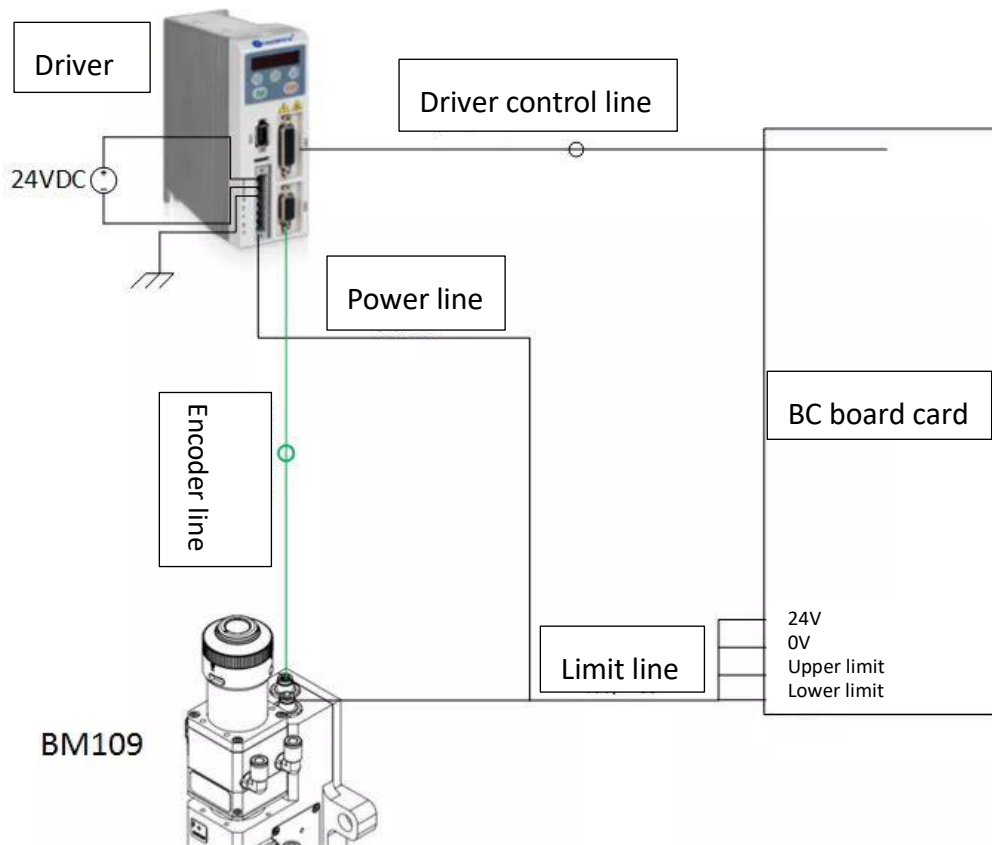 Driver
Driver control line
24VDC
Power line
Encoder line
BC board card
24V
0V
Upper limit
Lower limit
Limit line
BM109